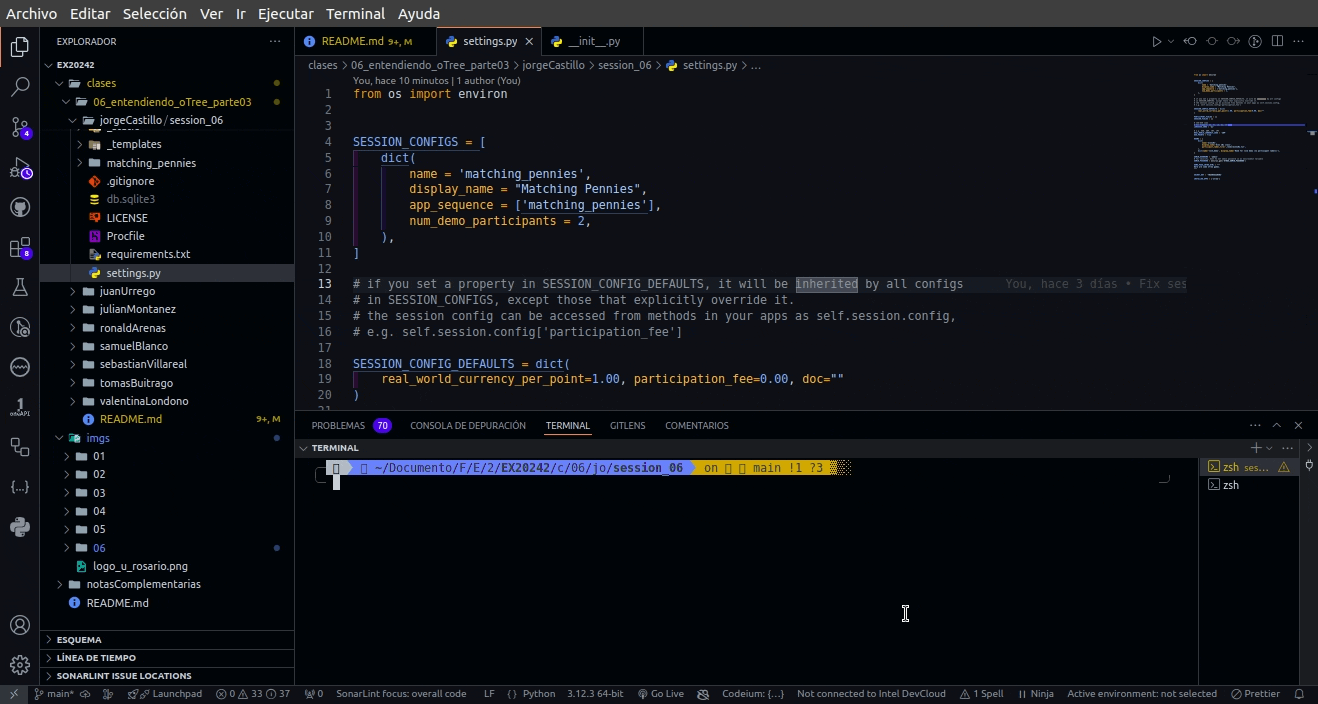 Archivo Editar Selección Ver Ir Ejecutar Terminal Ayuda
EXPLORADOR
EX20242
clases
06_entendiendo_oTree_parte03
jorgeCastillo / session_06
_templates
matching_pennies
.gitignore
db.sqlite3
LICENSE
Procfile
requirements.txt
settings.py
juanUrrego
julianMontanez
ronaldArenas
samuelBlanco
sebastianVillareal
tomasBuitrago
valentinaLondono
README.md 9+, M
imgs
01
02
03
04
05
06
logo_u_rosario.png
notasComplementarias
README.md
ESQUEMA
LÍNEA DE TIEMPO
SONARLINT ISSUE LOCATIONS
4
8
README.md 9+, M settings.py __init__.py
clases > 06_entendiendo_oTree_parte03 > jorgeCastillo > session_06 > settings.py > ...
You, hace 10 minutos | 1 author (You)
1 from os import environ
2
3
4 SESSION_CONFIGS = [
5 dict(
6 name = 'matching_pennies',
7 display_name = "Matching Pennies",
8 app_sequence = ['matching_pennies'],
9 num_demo_participants = 2,
10 ),
11 ]
12
13 # if you set a property in SESSION_CONFIG_DEFAULTS, it will be inherited by all configs You, hace 3 días • Fix ses
14 # in SESSION_CONFIGS, except those that explicitly override it.
15 # the session config can be accessed from methods in your apps as self.session.config,
16 # e.g. self.session.config['participation_fee']
17
18 SESSION_CONFIG_DEFAULTS = dict(
19 real_world_currency_per_point=1.00, participation_fee=0.00, doc=""
20 )
PROBLEMAS 70 CONSOLA DE DEPURACIÓN TERMINAL GITLENS COMENTARIOS
TERMINAL
~/Documento/F/E/2/EX20242/c/06/jo/session_06 on main !1 ?3
zsh ses...
zsh
main* Launchpad 0 33 37 0 SonarLint focus: overall code LF {} Python 3.12.3 64-bit Go Live Codeium: {...} Not connected to Intel DevCloud 1 Spell Ninja Active environment: not selected Prettier